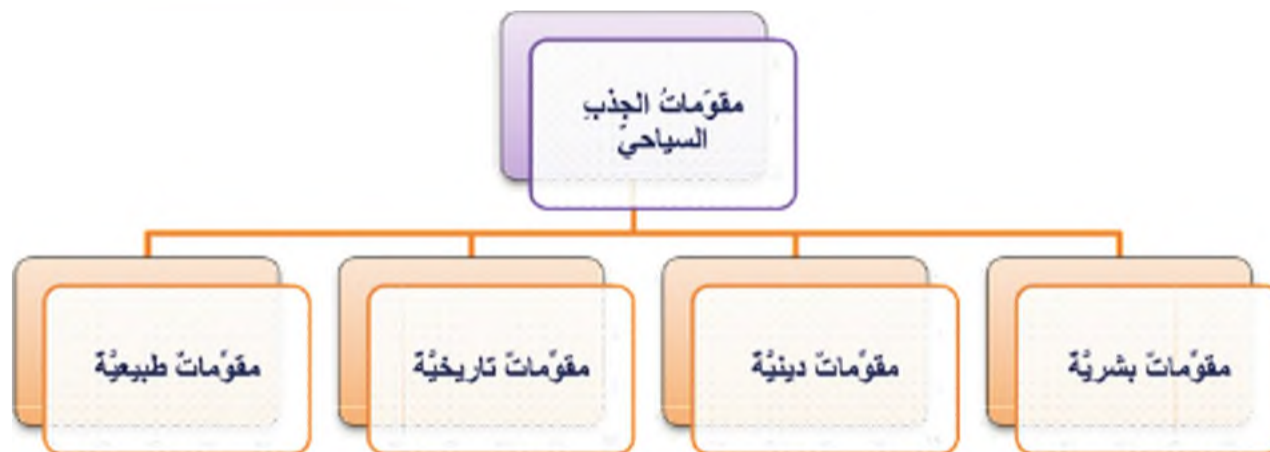 مقوّماتُ الجذبِ
السياحيّ
مقوّماتٌ بشريّةٌ
مقوّماتٌ دينيّةٌ
مقوّماتٌ تاريخيّةٌ
مقوّماتٌ طبيعيّةٌ